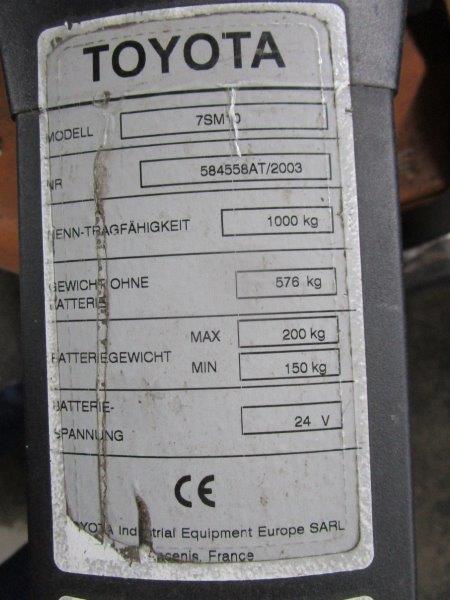 TOYOTA
MODELL 7SM10
NR 584558AT/2003
NENN-TRAGFÄHIGKEIT 1000 kg
GEWICHT OHNE 576 kg
BATTERIE
BATTERIEGEWICHT MAX 200 kg
MIN 150 kg
BATTERIE-
SPANNUNG 24 V
CE
TOYOTA Industrial Equipment Europe SARL
France